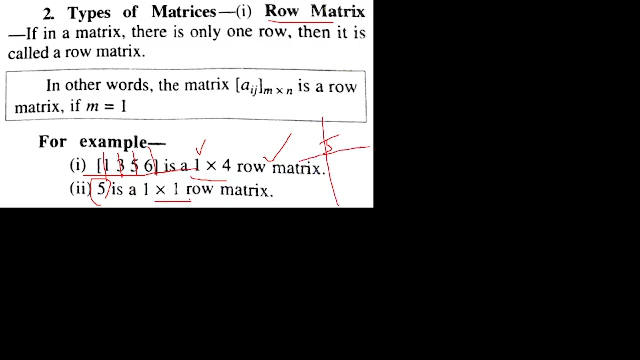 2. Types of Matrices—(i) Row Matrix
—If in a matrix, there is only one row, then it is
called a row matrix.
In other words, the matrix [aij]m × n is a row
matrix, if m = 1
For example—
(i) [1 3 5 6] is a 1 × 4 row matrix.
(ii) 5 is a 1 × 1 row matrix.
5